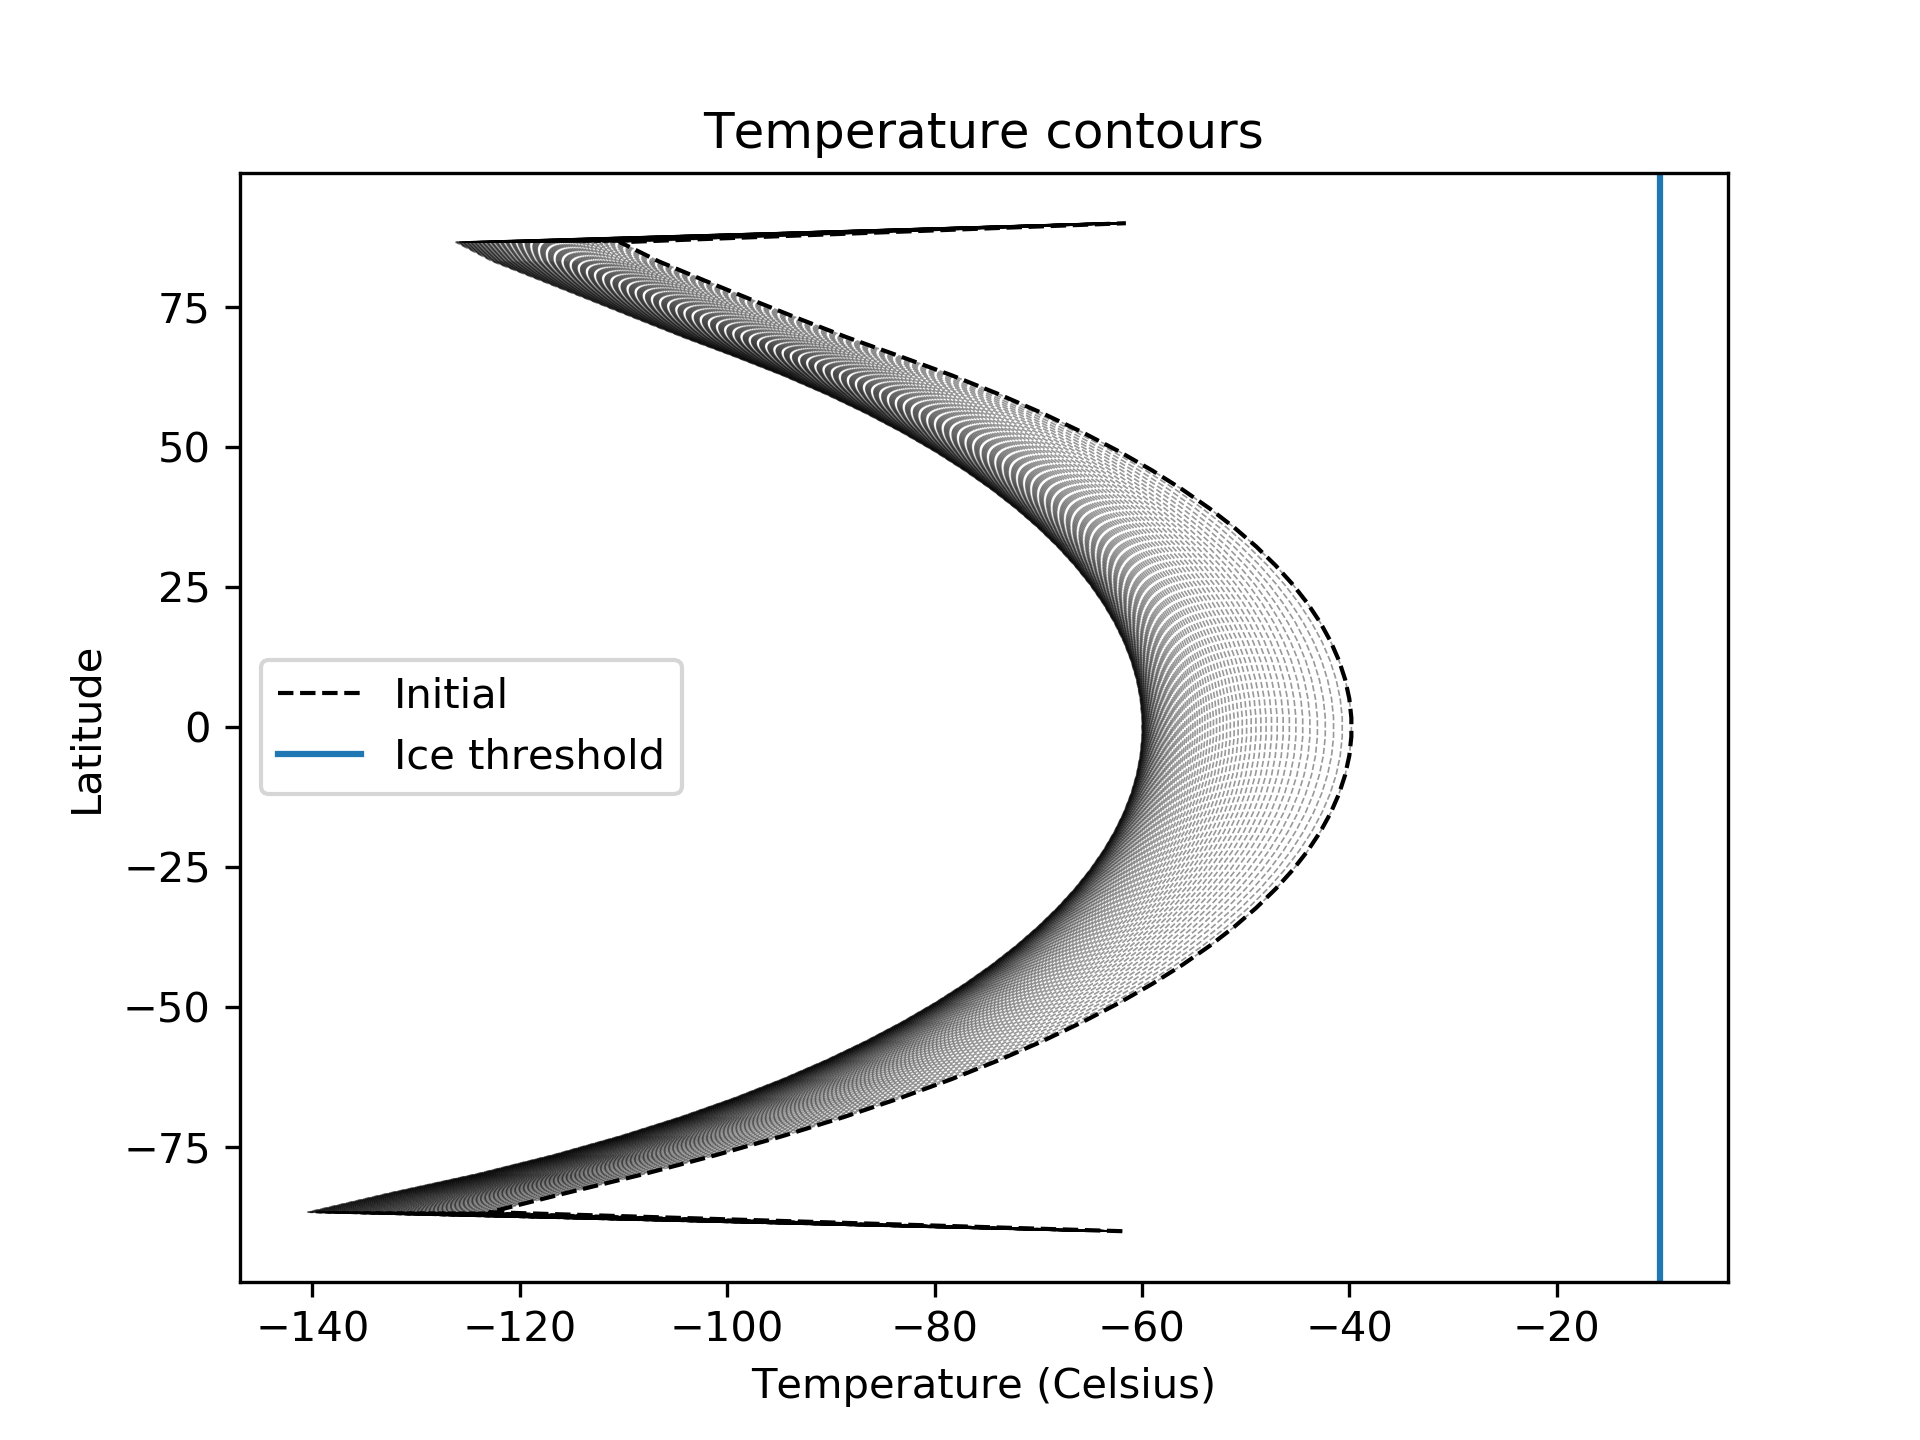 Temperature contours
75
50
25
0
−25
−50
−75
Latitude
Initial
Ice threshold
−140 −120 −100 −80 −60 −40 −20
Temperature (Celsius)